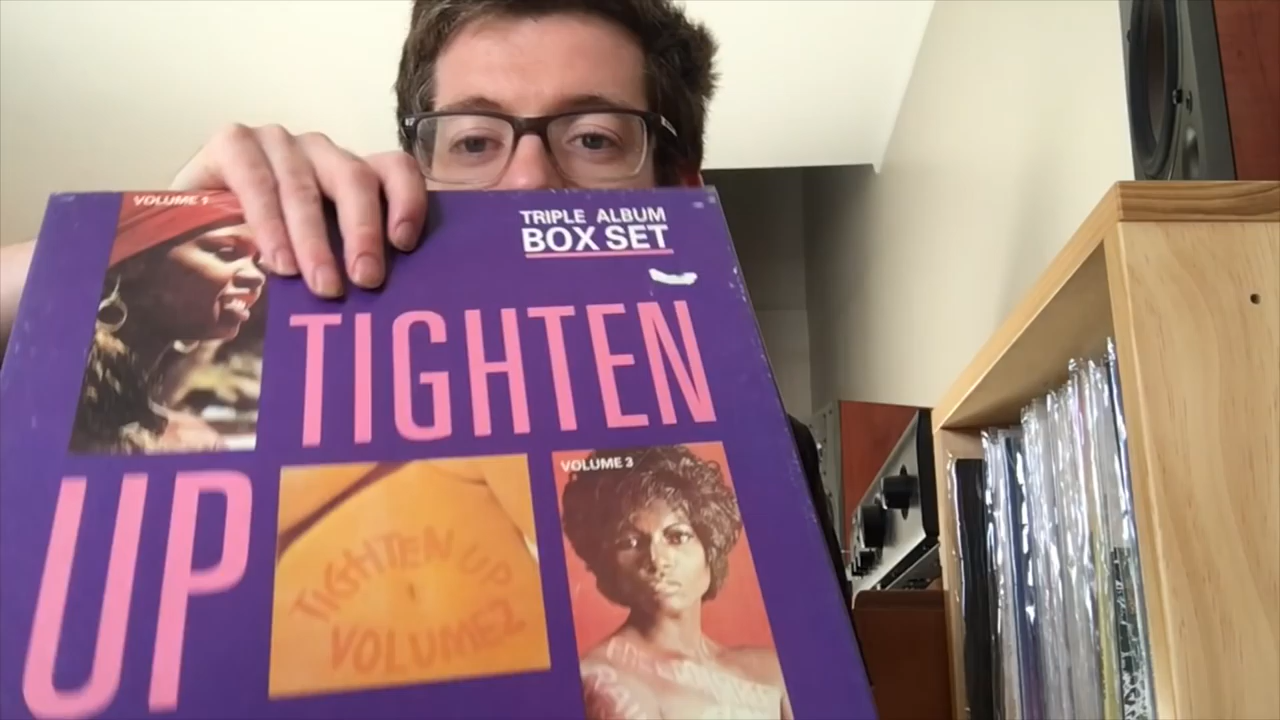 VOLUME 1
TRIPLE ALBUM
BOX SET
TIGHTEN
UP
TIGHTEN UP
VOLUME 2
VOLUME 3